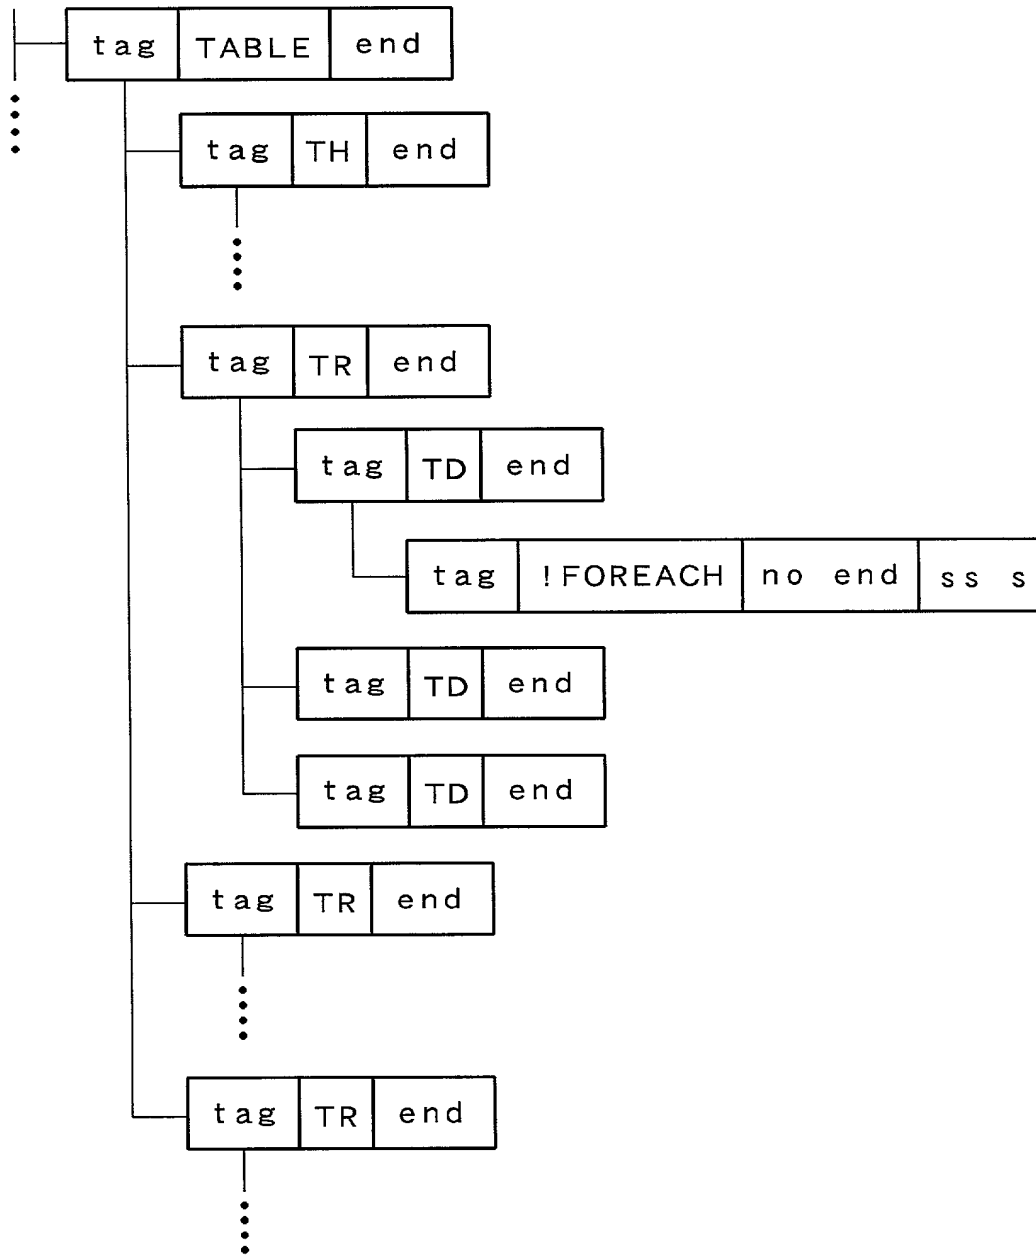 tag TABLE end
tag TH end
tag TR end
tag TD end
tag !FOREACH no end ss s
tag TD end
tag TD end
tag TR end
tag TR end